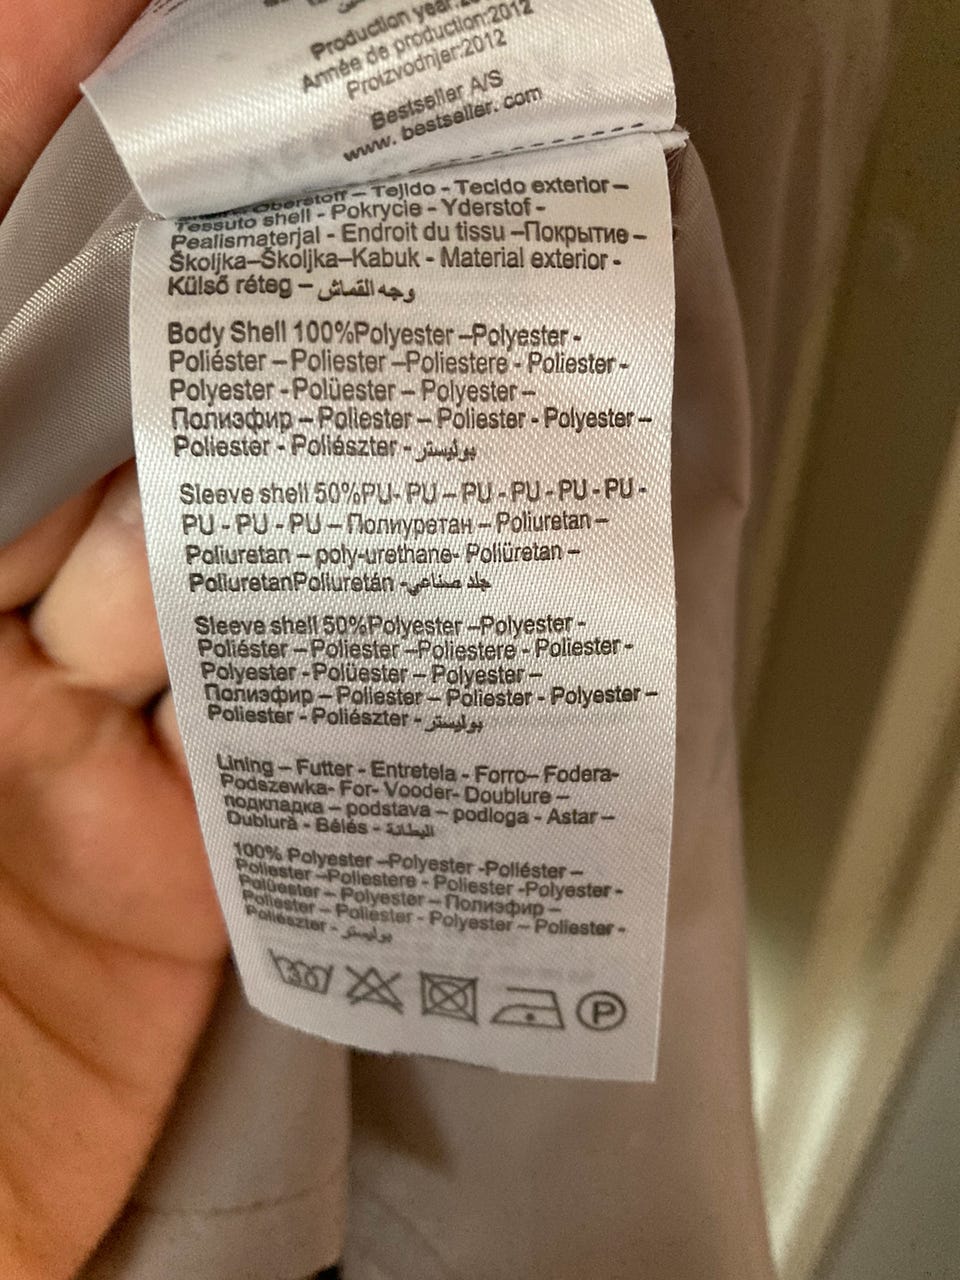 Production year:20
Année de production:2012
Proizvodnjer:2012
Bestseller A/S
www. bestseller. com
Oberstoff – Tejido - Tecido exterior –
Tessuto shell - Pokrycie - Yderstof -
Pealismaterjal - Endroit du tissu –Покрытие –
Školjka–Školjka–Kabuk - Material exterior -
Külső réteg – وجه القماش
Body Shell 100%Polyester –Polyester -
Poliéster – Poliester –Poliestere - Poliester -
Polyester - Polüester – Polyester –
Полиэфир – Poliester – Poliester - Polyester –
Poliester - Poliészter - بوليستر
Sleeve shell 50%PU- PU – PU - PU - PU - PU -
PU - PU - PU – Полиуретан – Poliuretan –
Poliuretan – poly-urethane- Poliüretan –
PoliuretanPoliuretán - جلد صناعي
Sleeve shell 50%Polyester –Polyester -
Poliéster – Poliester –Poliestere - Poliester -
Polyester - Polüester – Polyester –
Полиэфир – Poliester – Poliester - Polyester –
Poliester - Poliészter - بوليستر
Lining – Futter - Entretela - Forro– Fodera-
Podszewka- For- Vooder- Doublure –
подкладка – podstava – podloga - Astar –
Dublură - Bélés - البطانة
100% Polyester –Polyester -Poliéster –
Poliester –Poliestere - Poliester -Polyester -
Polüester – Polyester – Полиэфир –
Poliester – Poliester - Polyester – Poliester -
Poliészter - بوليستر
30
P